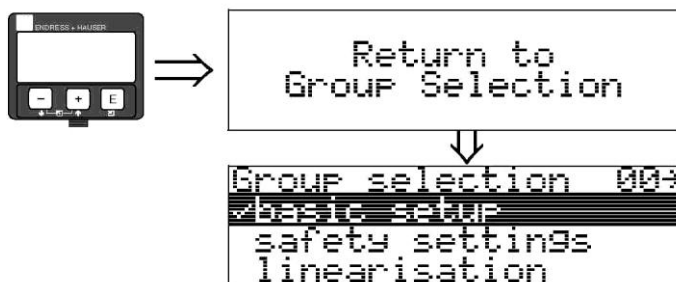 ENDRESS + HAUSER
- + E
Return to
Group Selection
Group selection 00→
✓basic setup
safety settings
linearisation